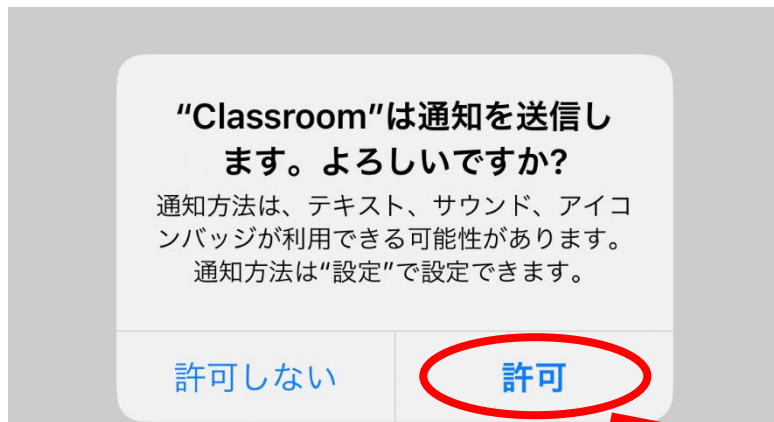 “Classroom”は通知を送信し
ます。よろしいですか?
通知方法は、テキスト、サウンド、アイコ
ンバッジが利用できる可能性があります。
通知方法は“設定”で設定できます。
許可しない
許可